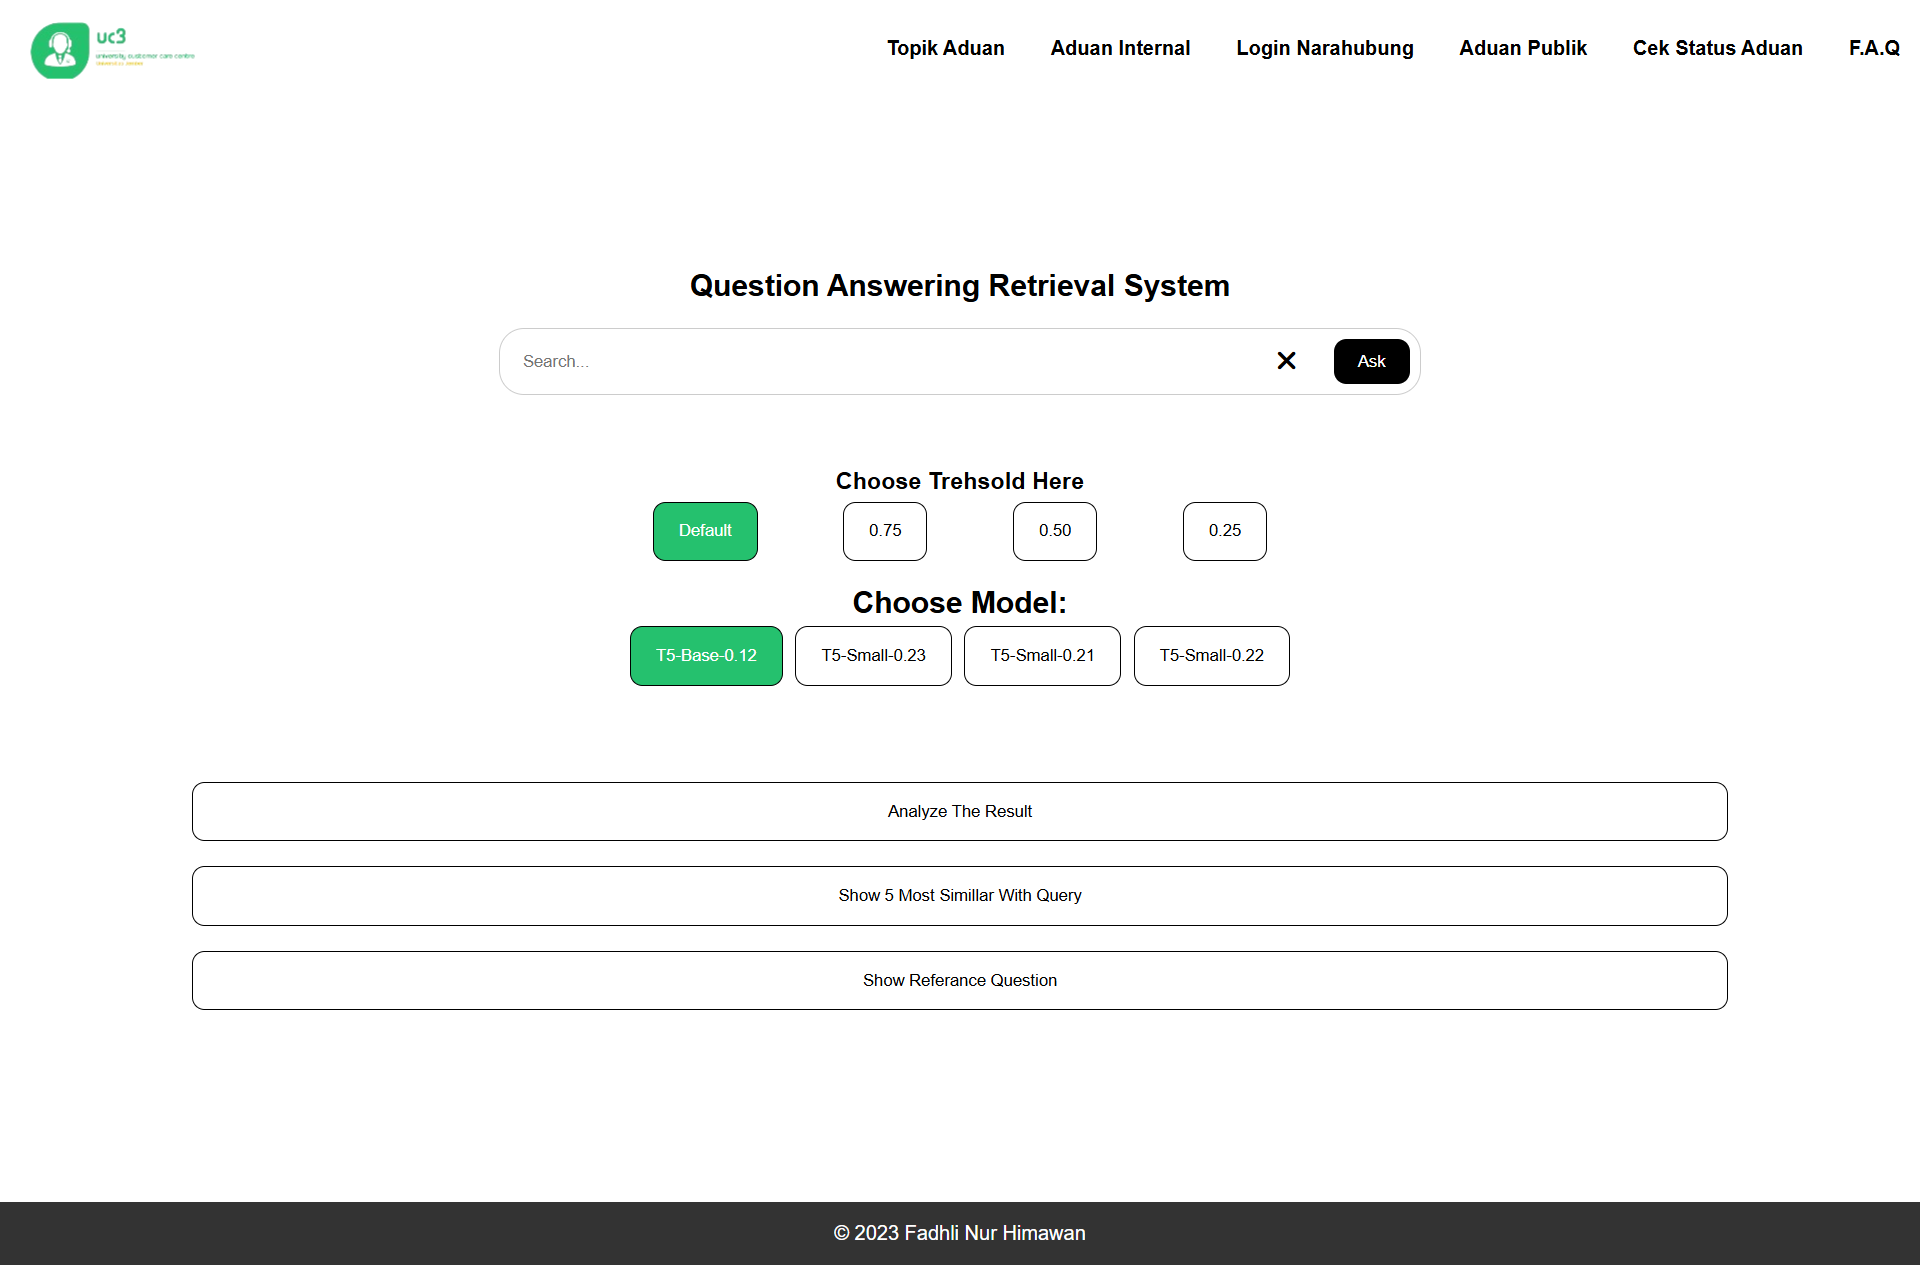 uc3
university customer care centre
Topik Aduan
Aduan Internal
Login Narahubung
Aduan Publik
Cek Status Aduan
F.A.Q
Question Answering Retrieval System
Search...
Ask
Choose Trehsold Here
Default
0.75
0.50
0.25
Choose Model:
T5-Base-0.12
T5-Small-0.23
T5-Small-0.21
T5-Small-0.22
Analyze The Result
Show 5 Most Simillar With Query
Show Referance Question
© 2023 Fadhli Nur Himawan